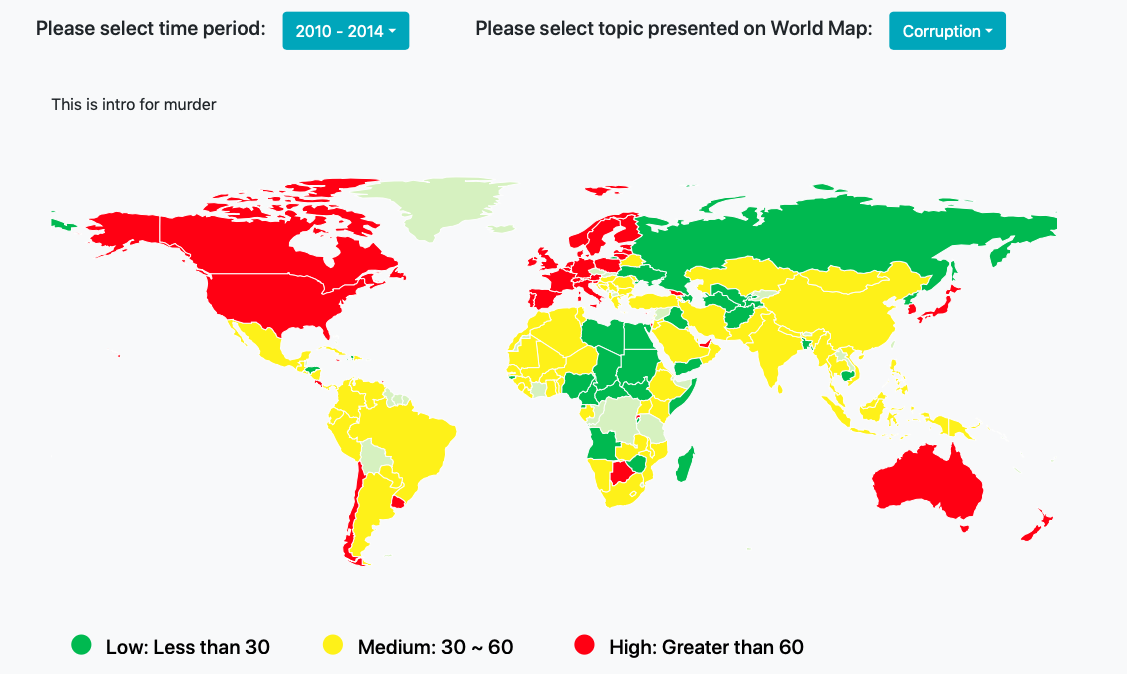 Please select time period: 2010 - 2014 Please select topic presented on World Map: Corruption
This is intro for murder
Low: Less than 30 Medium: 30 ~ 60 High: Greater than 60